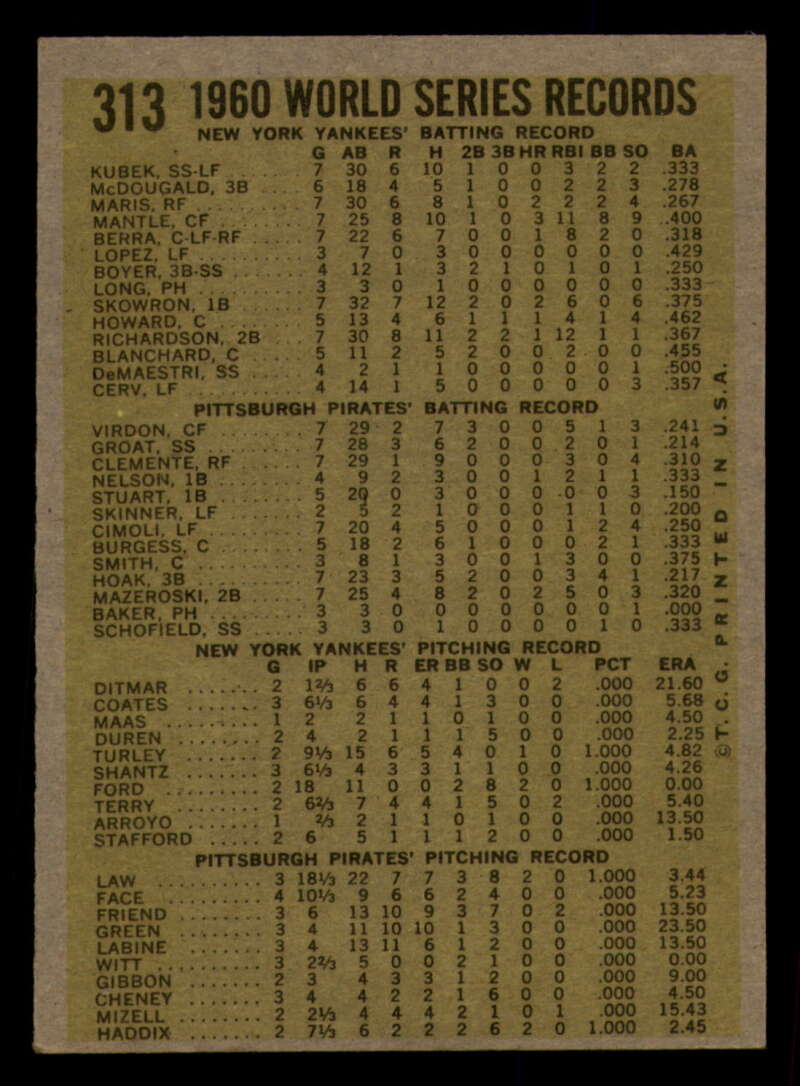 313 1960 WORLD SERIES RECORDS
NEW YORK YANKEES' BATTING RECORD
G AB R H 2B 3B HR RBI BB SO BA
KUBEK, SS-LF ..... 7 30 6 10 1 0 0 3 2 2 .333
McDOUGALD, 3B .... 6 18 4 5 1 0 0 2 2 3 .278
MARIS, RF .......... 7 30 6 8 1 0 2 2 2 4 .267
MANTLE, CF ........ 7 25 8 10 1 0 3 11 8 9 .400
BERRA, C-LF-RF ..... 7 22 6 7 0 0 1 8 2 0 .318
LOPEZ, LF .......... 3 7 0 3 0 0 0 0 0 0 .429
BOYER, 3B-SS ....... 4 12 1 3 2 1 0 1 0 1 .250
LONG, PH .......... 3 3 0 1 0 0 0 0 0 0 .333
SKOWRON, 1B ....... 7 32 7 12 2 0 2 6 0 6 .375
HOWARD, C ......... 5 13 4 6 1 1 1 4 1 4 .462
RICHARDSON, 2B ... 7 30 8 11 2 2 1 12 1 1 .367
BLANCHARD, C .... 5 11 2 5 2 0 0 2 0 0 .455
DeMAESTRI, SS ..... 4 2 1 1 0 0 0 0 0 1 .500
CERV, LF ........... 4 14 1 5 0 0 0 0 0 3 .357
PITTSBURGH PIRATES' BATTING RECORD
VIRDON, CF ........ 7 29 2 7 3 0 0 5 1 3 .241
GROAT, SS ......... 7 28 3 6 2 0 0 2 0 1 .214
CLEMENTE, RF ...... 7 29 1 9 0 0 0 3 0 4 .310
NELSON, 1B ........ 4 9 2 3 0 0 1 2 1 1 .333
STUART, 1B ........ 5 20 0 3 0 0 0 0 0 3 .150
SKINNER, LF ....... 2 5 2 1 0 0 0 1 1 0 .200
CIMOLI, LF ......... 7 20 4 5 0 0 0 1 2 4 .250
BURGESS, C ........ 5 18 2 6 1 0 0 0 2 1 .333
SMITH, C .......... 3 8 1 3 0 0 1 3 0 0 .375
HOAK, 3B .......... 7 23 3 5 2 0 0 3 4 1 .217
MAZEROSKI, 2B ..... 7 25 4 8 2 0 2 5 0 3 .320
BAKER, PH ......... 3 3 0 0 0 0 0 0 0 1 .000
SCHOFIELD, SS ..... 3 3 0 1 0 0 0 0 1 0 .333
NEW YORK YANKEES' PITCHING RECORD
G IP H R ER BB SO W L PCT ERA
DITMAR ....... 2 1⅔ 6 6 4 1 0 0 2 .000 21.60
COATES ....... 3 6⅓ 6 4 4 1 3 0 0 .000 5.68
MAAS ......... 1 2 2 1 1 0 1 0 0 .000 4.50
DUREN ........ 2 4 2 1 1 1 5 0 0 .000 2.25
TURLEY ....... 2 9⅓ 15 6 5 4 0 1 0 1.000 4.82
SHANTZ ....... 3 6⅓ 4 3 3 1 1 0 0 .000 4.26
FORD ......... 2 18 11 0 0 2 8 2 0 1.000 0.00
TERRY ........ 2 6⅔ 7 4 4 1 5 0 2 .000 5.40
ARROYO ....... 1 ⅔ 2 1 1 0 1 0 0 .000 13.50
STAFFORD ..... 2 6 5 1 1 1 2 0 0 .000 1.50
PITTSBURGH PIRATES' PITCHING RECORD
LAW .......... 3 18⅓ 22 7 7 3 8 2 0 1.000 3.44
FACE ......... 4 10⅓ 9 6 6 2 4 0 0 .000 5.23
FRIEND ........ 3 6 13 10 9 3 7 0 2 .000 13.50
GREEN ........ 3 4 11 10 10 1 3 0 0 .000 23.50
LABINE ........ 3 4 13 11 6 1 2 0 0 .000 13.50
WITT .......... 3 2⅔ 5 0 0 2 1 0 0 .000 0.00
GIBBON ....... 2 3 4 3 3 1 2 0 0 .000 9.00
CHENEY ....... 3 4 4 2 2 1 6 0 0 .000 4.50
MIZELL ........ 2 2⅓ 4 4 4 2 1 0 1 .000 15.43
HADDIX ....... 2 7⅓ 6 2 2 2 6 2 0 1.000 2.45
©T. C. G. PRINTED IN U.S.A.